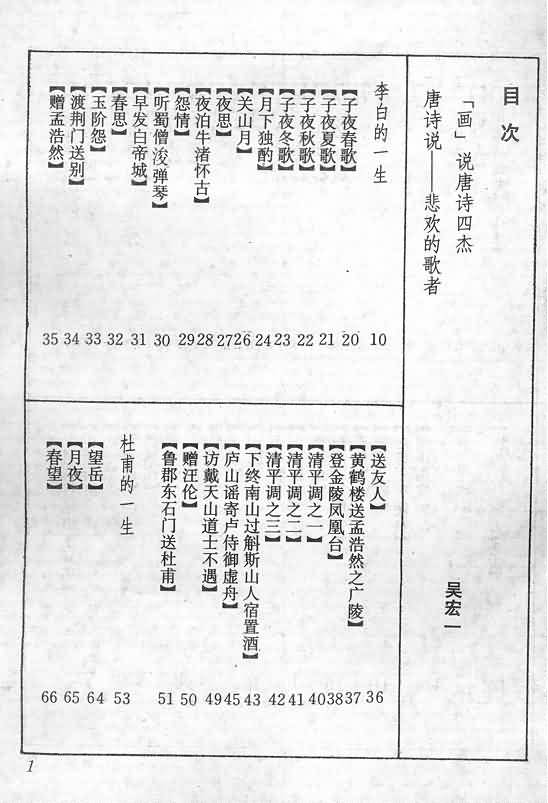 目次
「画」说唐诗四杰
唐诗说——悲欢的歌者
吴宏一
李白的一生 10
【子夜春歌】 20
【子夜夏歌】 21
【子夜秋歌】 22
【子夜冬歌】 23
【月下独酌】 24
【关山月】 26
【夜思】 27
【夜泊牛渚怀古】 28
【怨情】 29
【听蜀僧浚弹琴】 30
【早发白帝城】 31
【春思】 32
【玉阶怨】 33
【渡荆门送别】 34
【赠孟浩然】 35
【送友人】 36
【黄鹤楼送孟浩然之广陵】 37
【登金陵凤凰台】 38
【清平调之一】 40
【清平调之二】 41
【清平调之三】 42
【下终南山过斛斯山人宿置酒】 43
【庐山谣寄卢侍御虚舟】 45
【访戴天山道士不遇】 49
【赠汪伦】 50
【鲁郡东石门送杜甫】 51
杜甫的一生 53
【望岳】 64
【月夜】 65
【春望】 66
1